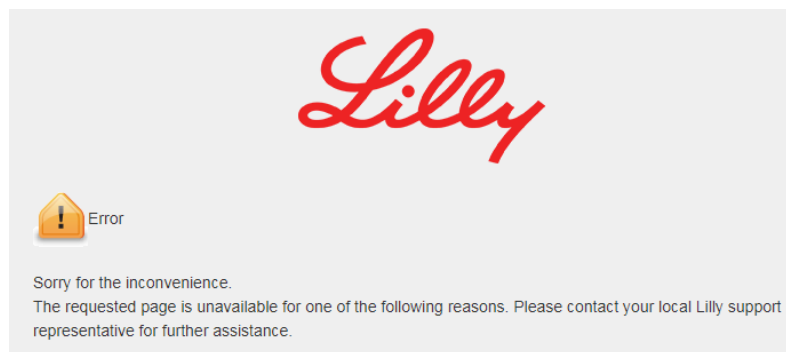 Lilly
Error
Sorry for the inconvenience.
The requested page is unavailable for one of the following reasons. Please contact your local Lilly support
representative for further assistance.